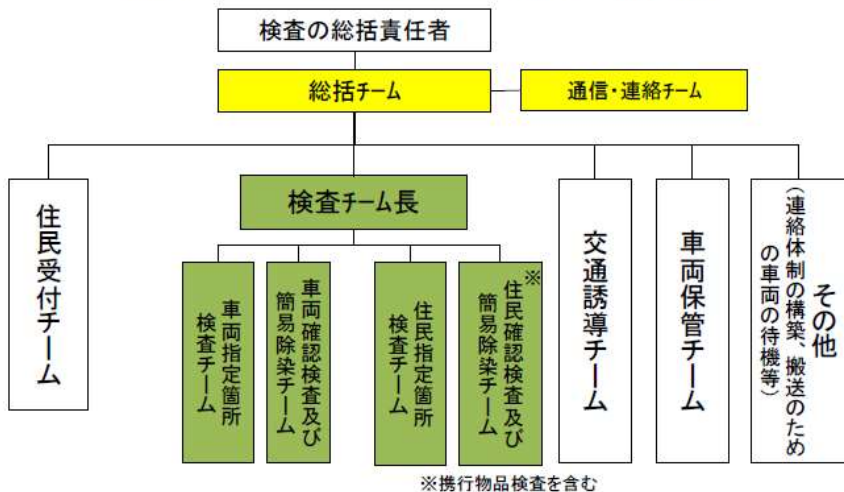 検査の総括責任者
総括チーム
通信・連絡チーム
住民受付チーム
検査チーム長
車両指定箇所
検査チーム
車両確認検査及び
簡易除染チーム
住民指定箇所
検査チーム
※
住民確認検査及び
簡易除染チーム
交通誘導チーム
車両保管チーム
その他
（連絡体制の構築、搬送のため
の車両の待機等）
※携行物品検査を含む